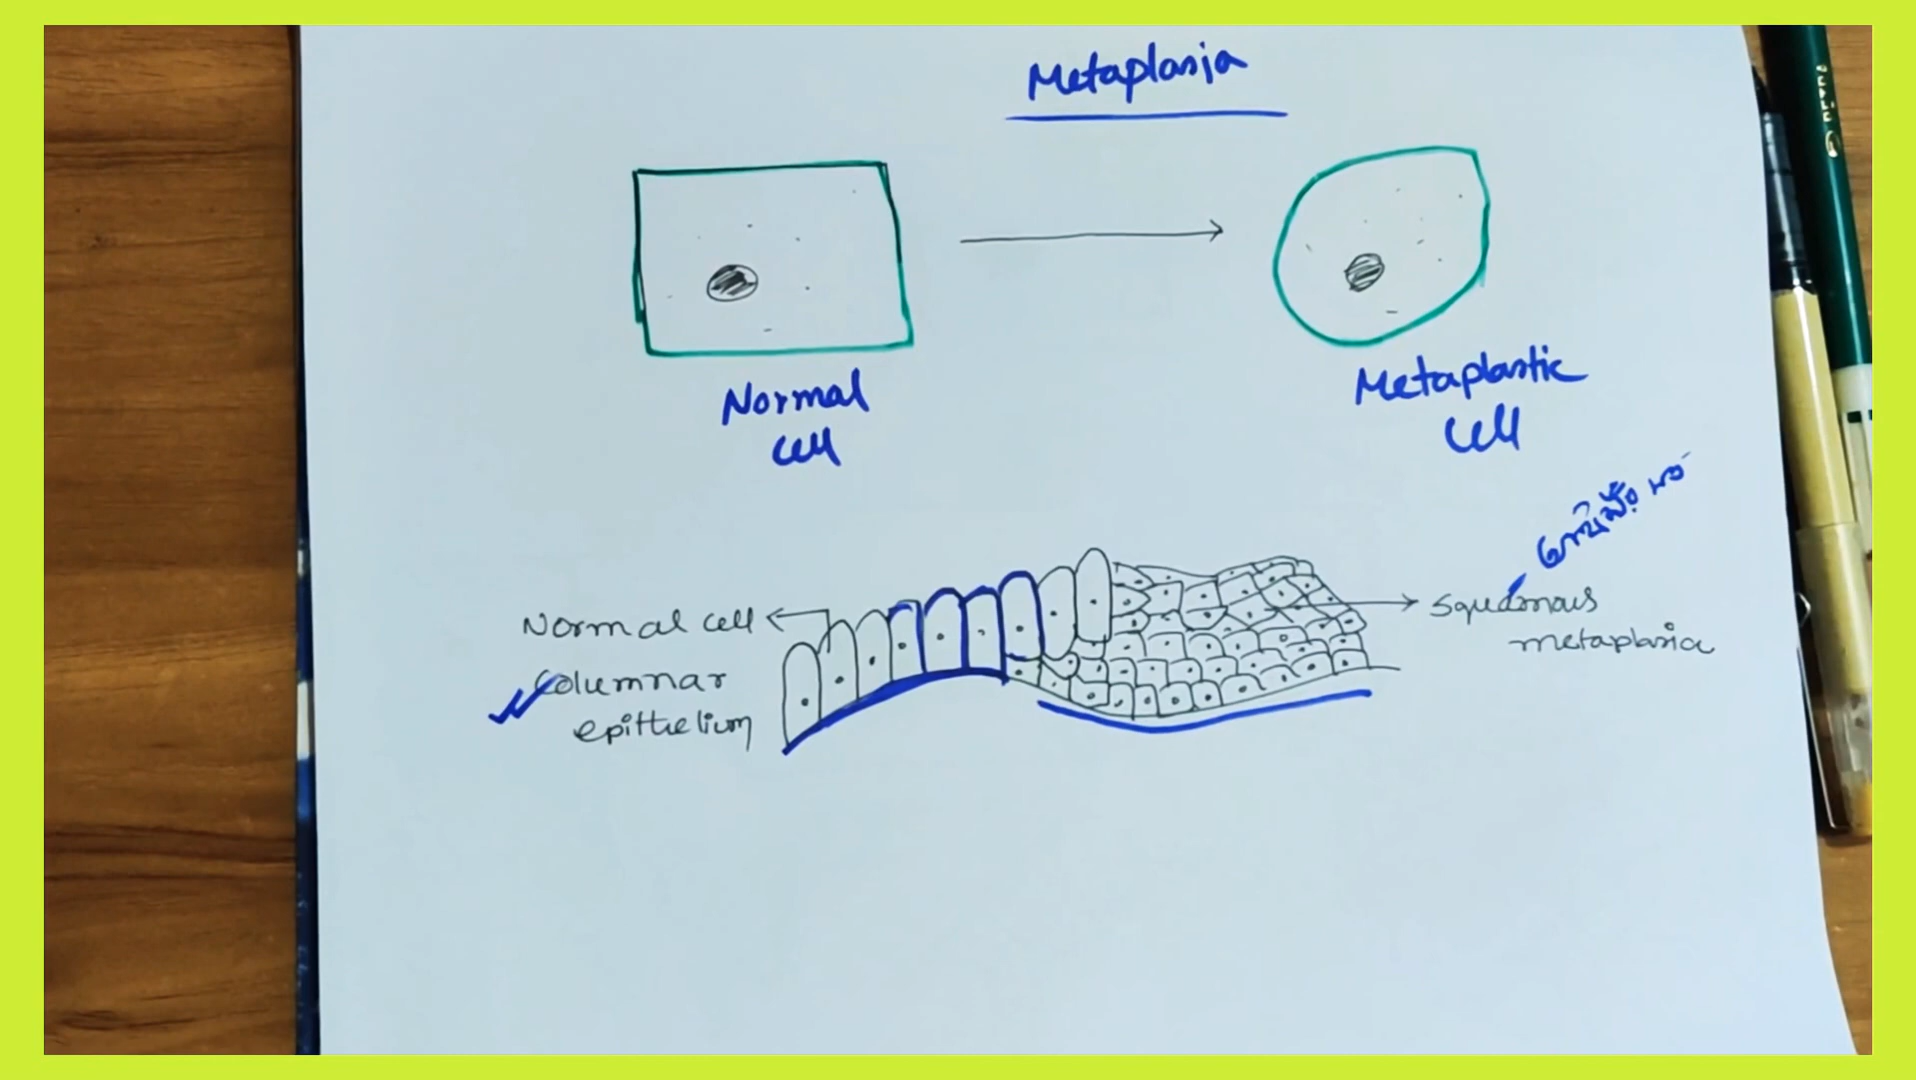 Metaplasia
Normal
cell
Metaplastic
cell
Normal cell
Columnar
epithelium
Squamous
metaplasia